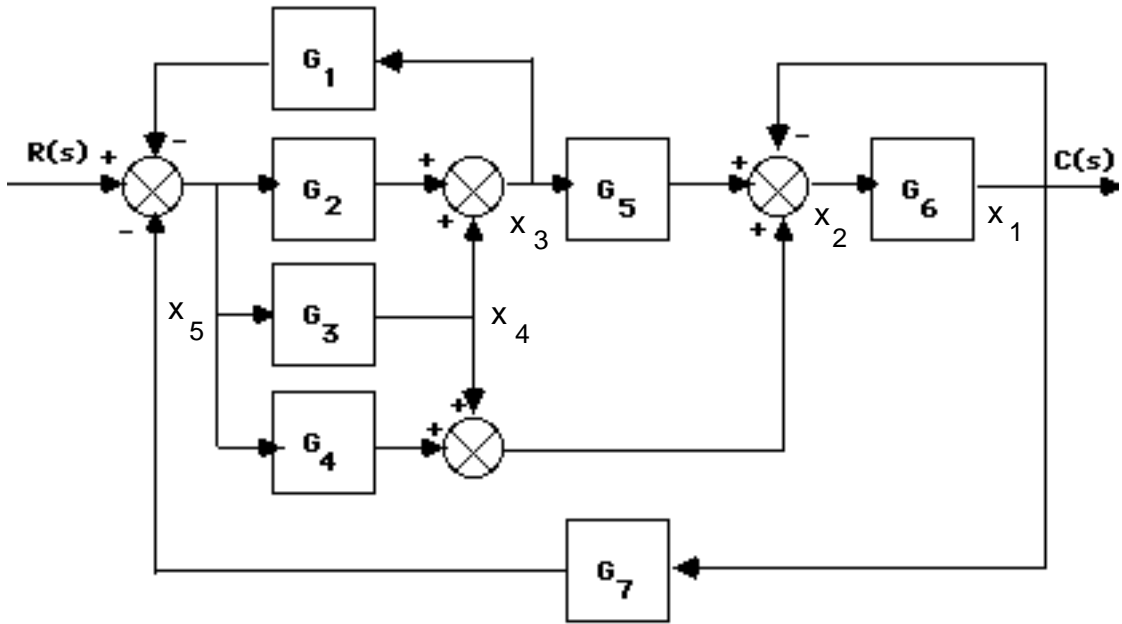 G1
-
R(s)
+
+
-
+
C(s)
G2
G5
G6
-
+
x3
+
x2
x1
x5
G3
x4
+
+
G4
G7